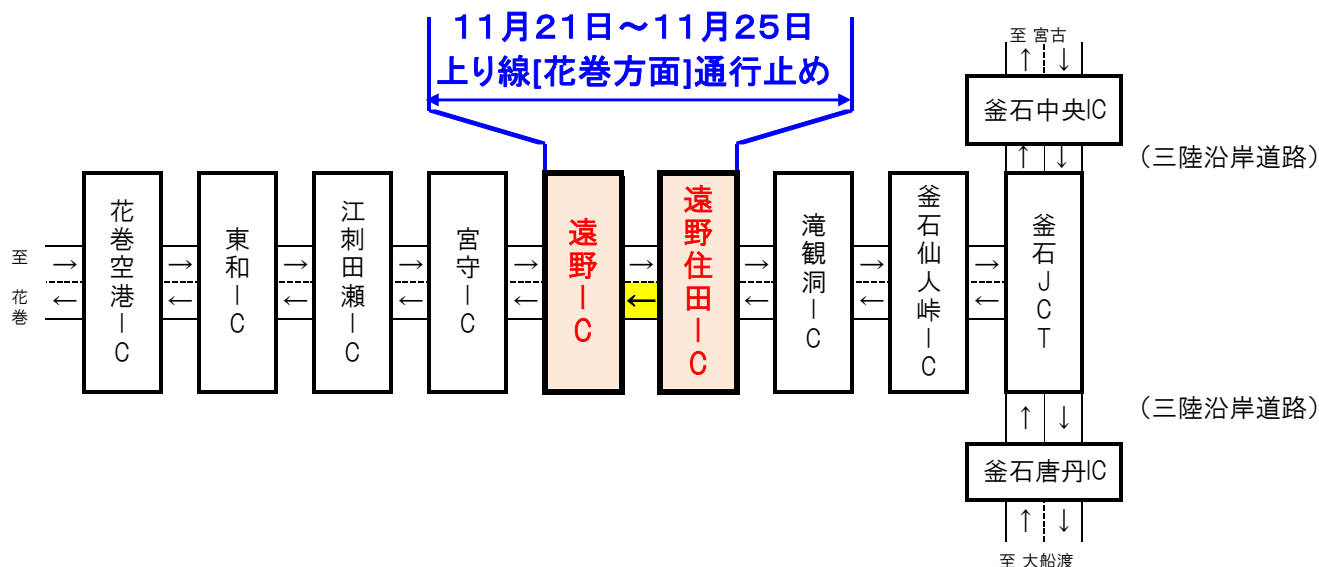 11月21日～11月25日
上り線[花巻方面]通行止め
至 宮古
↑ ↓
釜石中央IC
↑ ↓
（三陸沿岸道路）
至 花巻
→
←
花巻空港IC
→
←
東和IC
→
←
江刺田瀬IC
→
←
宮守IC
→
←
遠野IC
→
←
遠野住田IC
→
←
滝観洞IC
→
←
釜石仙人峠IC
→
←
釜石JCT
（三陸沿岸道路）
↑ ↓
釜石唐丹IC
↑ ↓
至 大船渡